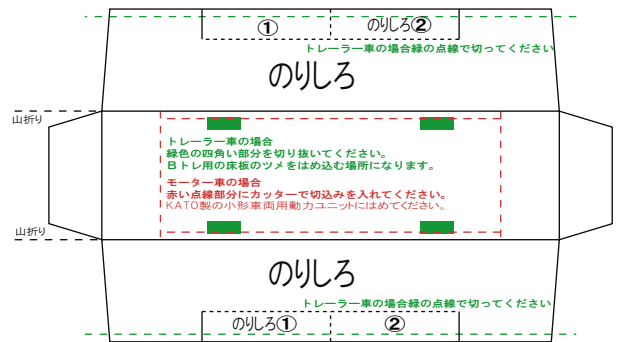 ① のりしろ②
トレーラー車の場合緑の点線で切ってください
のりしろ
山折り
トレーラー車の場合
緑色の四角い部分を切り抜いてください。
Bトレ用の床板のツメをはめ込む場所になります。
モーター車の場合
赤い点線部分にカッターで切込みを入れてください。
KATO製の小形車両用動力ユニットにはめてください。
山折り
のりしろ
トレーラー車の場合緑の点線で切ってください
のりしろ① ②